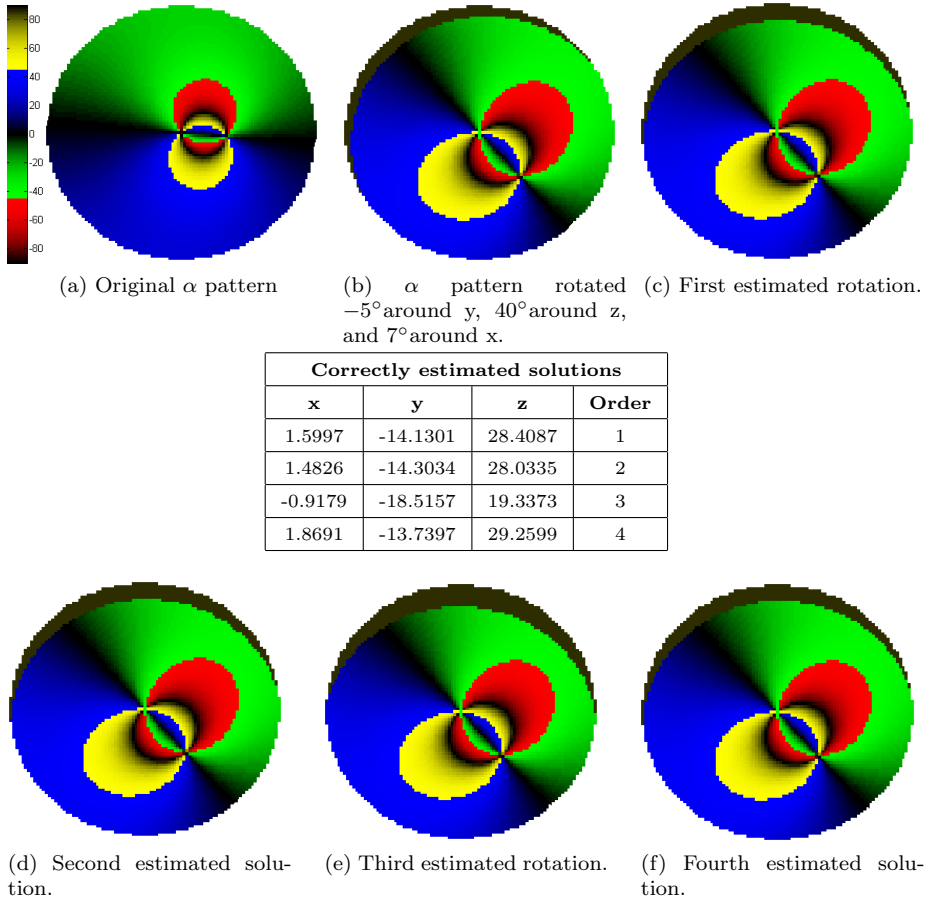 80
60
40
20
0
-20
-40
-60
-80
(a) Original α pattern
(b) α pattern rotated
−5°around y, 40°around z,
and 7°around x.
(c) First estimated rotation.
Correctly estimated solutions
x y z Order
1.5997 -14.1301 28.4087 1
1.4826 -14.3034 28.0335 2
-0.9179 -18.5157 19.3373 3
1.8691 -13.7397 29.2599 4
(d) Second estimated solu-
tion.
(e) Third estimated rotation.
(f) Fourth estimated solu-
tion.